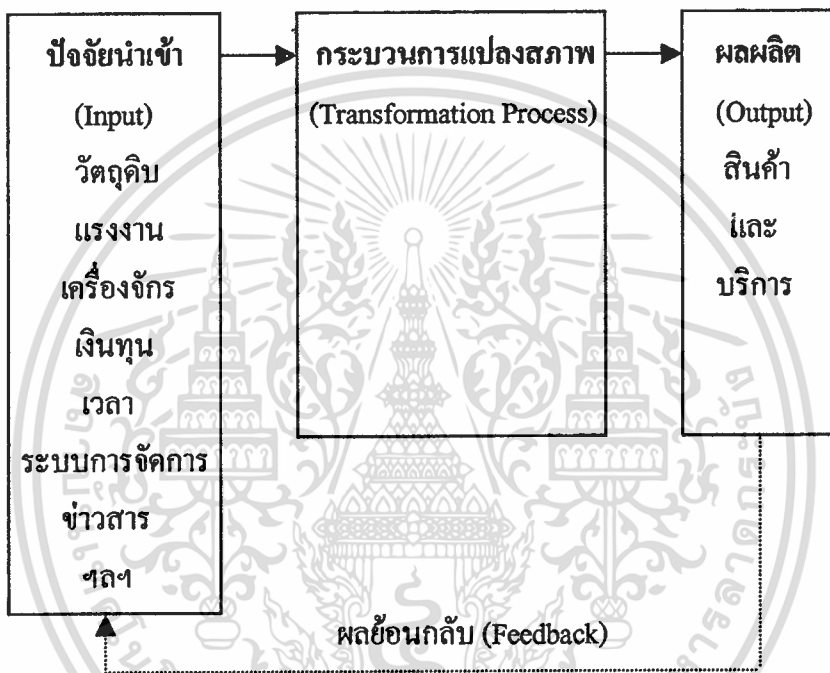 ปัจจัยนำเข้า
(Input)
วัตถุดิบ
แรงงาน
เครื่องจักร
เงินทุน
เวลา
ระบบการจัดการ
ข่าวสาร
ฯลฯ
กระบวนการแปลงสภาพ
(Transformation Process)
ผลผลิต
(Output)
สินค้า
และ
บริการ
ผลย้อนกลับ (Feedback)